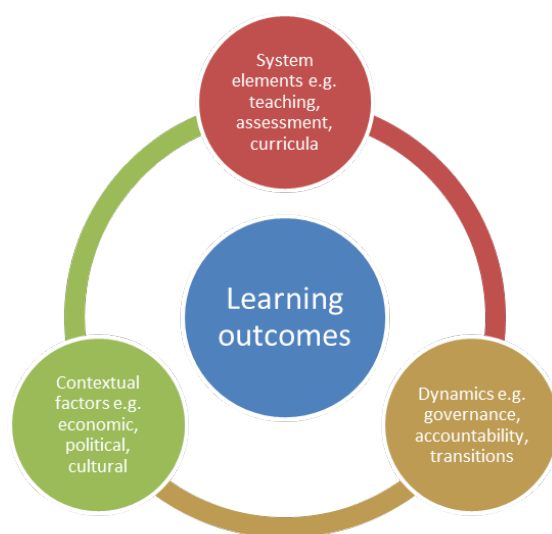 System
elements e.g.
teaching,
assessment,
curricula
Learning
outcomes
Contextual
factors e.g.
economic,
political,
cultural
Dynamics e.g.
governance,
accountability,
transitions